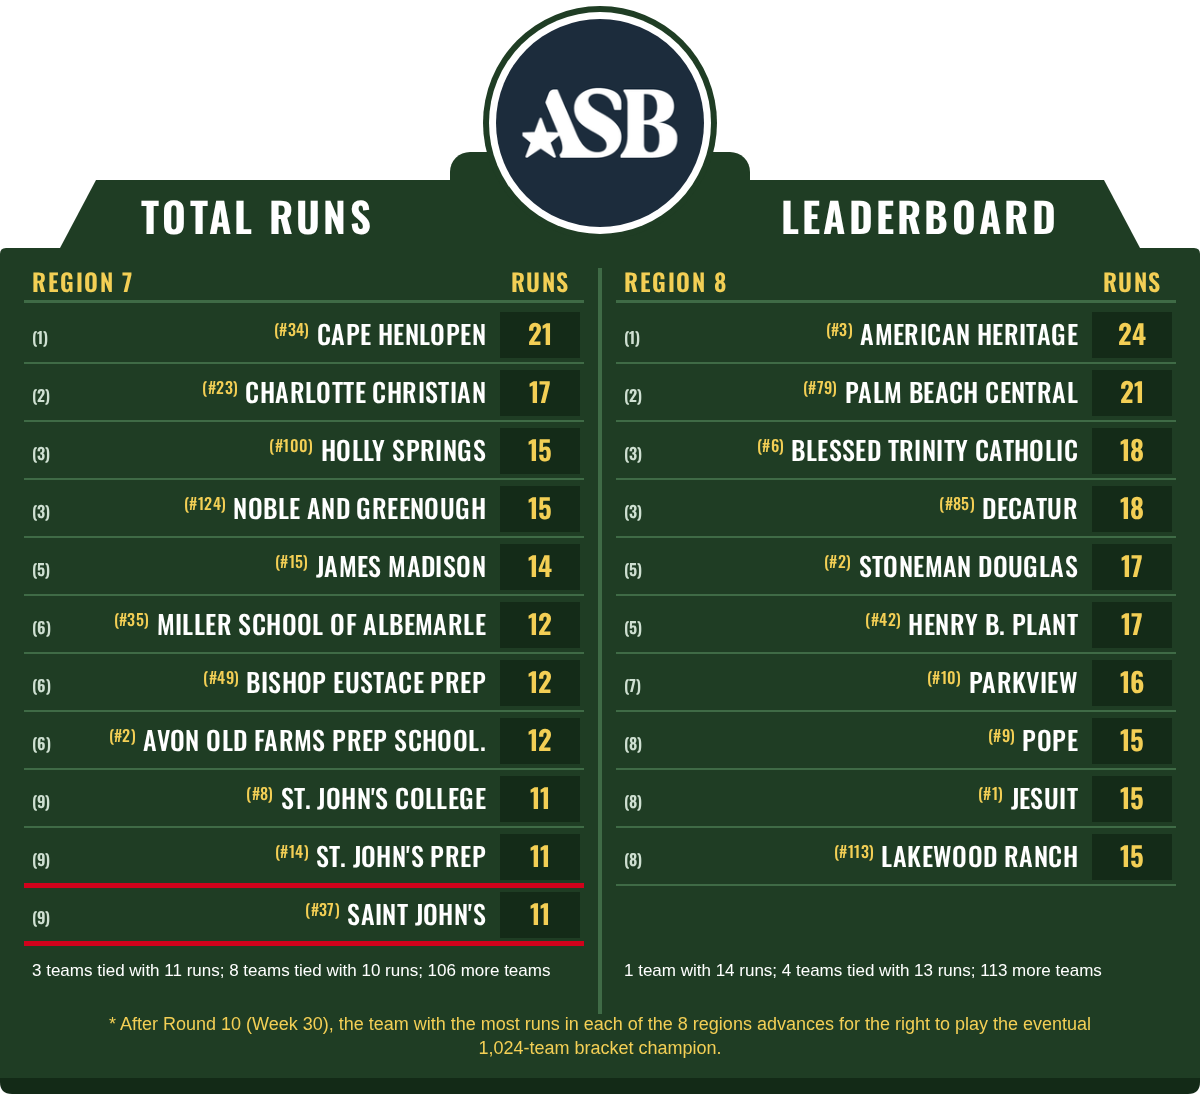 ASB
TOTAL RUNS
LEADERBOARD
REGION 7 RUNS
(1) (#34) CAPE HENLOPEN 21
(2) (#23) CHARLOTTE CHRISTIAN 17
(3) (#100) HOLLY SPRINGS 15
(3) (#124) NOBLE AND GREENOUGH 15
(5) (#15) JAMES MADISON 14
(6) (#35) MILLER SCHOOL OF ALBEMARLE 12
(6) (#49) BISHOP EUSTACE PREP 12
(6) (#2) AVON OLD FARMS PREP SCHOOL. 12
(9) (#8) ST. JOHN'S COLLEGE 11
(9) (#14) ST. JOHN'S PREP 11
(9) (#37) SAINT JOHN'S 11
3 teams tied with 11 runs; 8 teams tied with 10 runs; 106 more teams
REGION 8 RUNS
(1) (#3) AMERICAN HERITAGE 24
(2) (#79) PALM BEACH CENTRAL 21
(3) (#6) BLESSED TRINITY CATHOLIC 18
(3) (#85) DECATUR 18
(5) (#2) STONEMAN DOUGLAS 17
(5) (#42) HENRY B. PLANT 17
(7) (#10) PARKVIEW 16
(8) (#9) POPE 15
(8) (#1) JESUIT 15
(8) (#113) LAKEWOOD RANCH 15
1 team with 14 runs; 4 teams tied with 13 runs; 113 more teams
* After Round 10 (Week 30), the team with the most runs in each of the 8 regions advances for the right to play the eventual
1,024-team bracket champion.